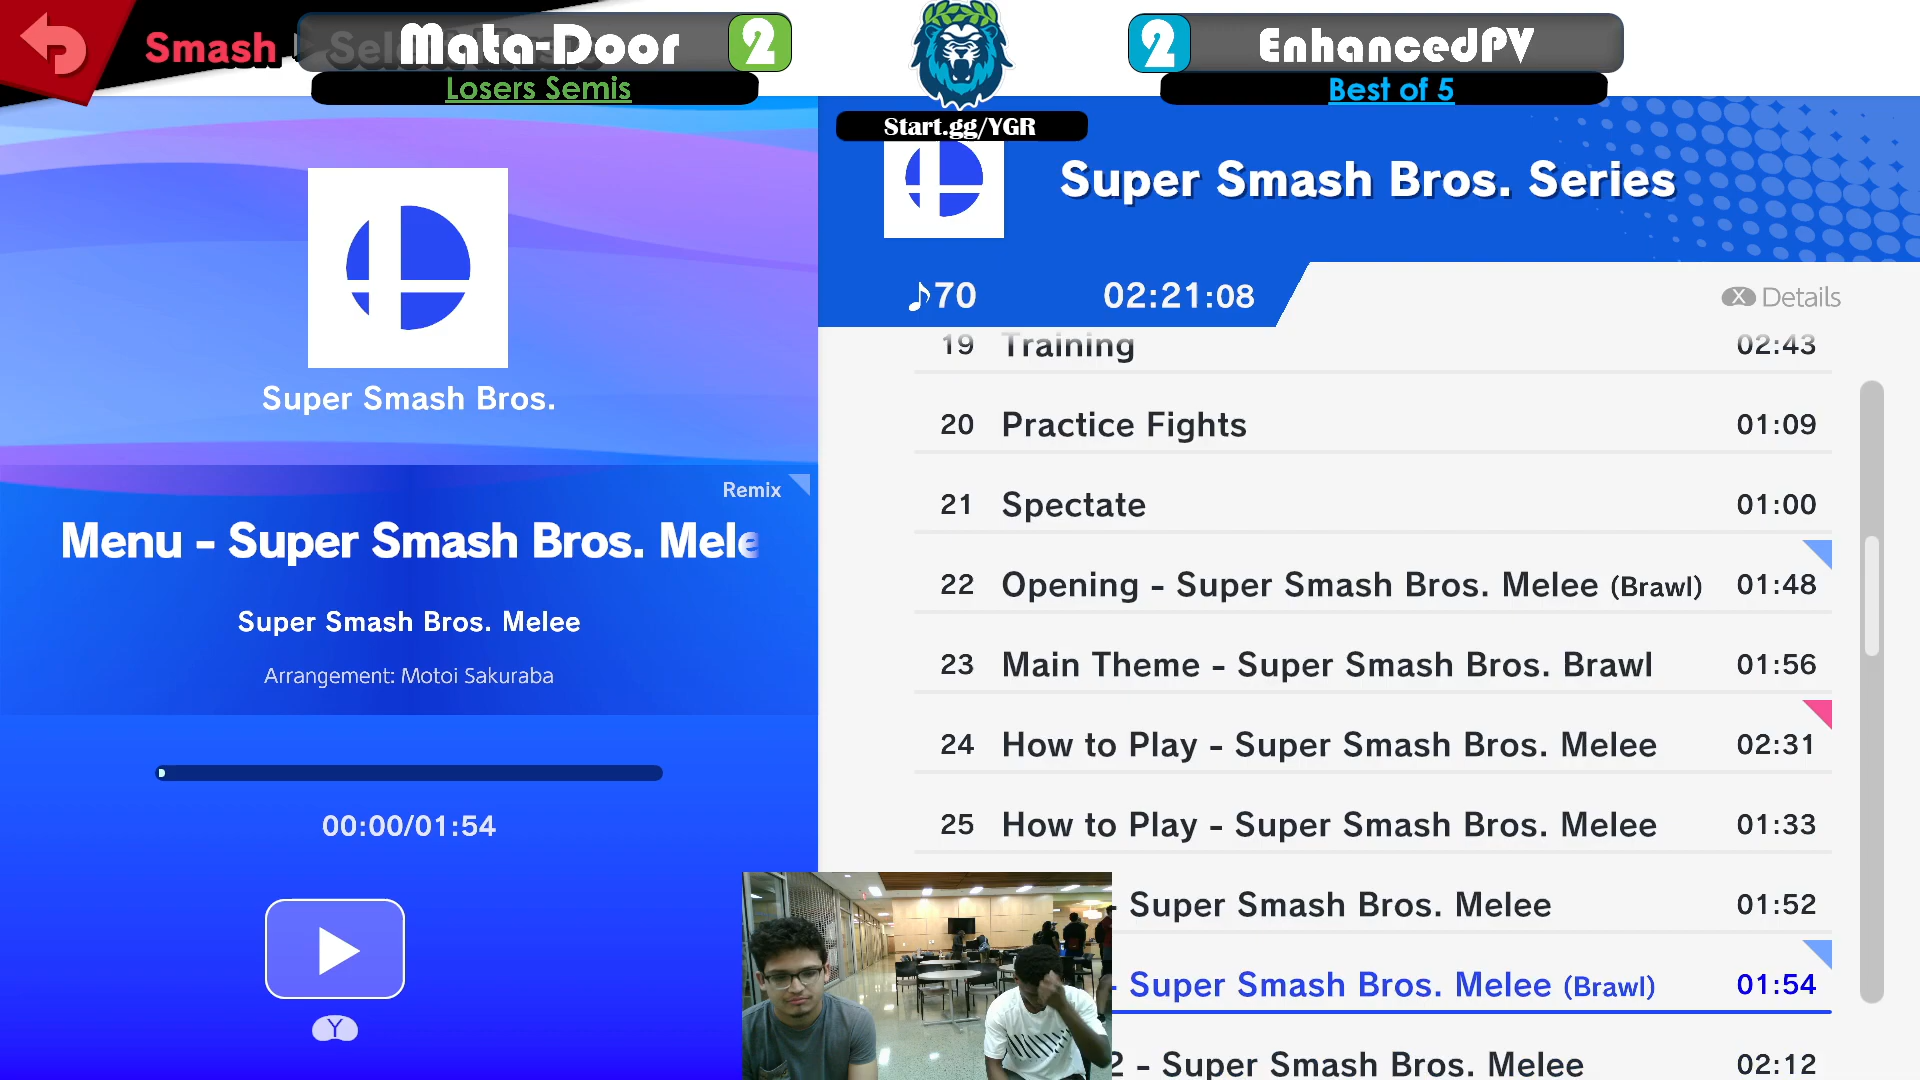 Smash
Mata-Door
2
Losers Semis
2
EnhancedPV
Best of 5
Start.gg/YGR
Super Smash Bros.
Remix
Menu - Super Smash Bros. Mele
Super Smash Bros. Melee
Arrangement: Motoi Sakuraba
00:00/01:54
Y
Super Smash Bros. Series
♪70
02:21:08
X Details
19 Training 02:43
20 Practice Fights 01:09
21 Spectate 01:00
22 Opening - Super Smash Bros. Melee (Brawl) 01:48
23 Main Theme - Super Smash Bros. Brawl 01:56
24 How to Play - Super Smash Bros. Melee 02:31
25 How to Play - Super Smash Bros. Melee 01:33
Super Smash Bros. Melee 01:52
- Super Smash Bros. Melee (Brawl) 01:54
2 - Super Smash Bros. Melee 02:12